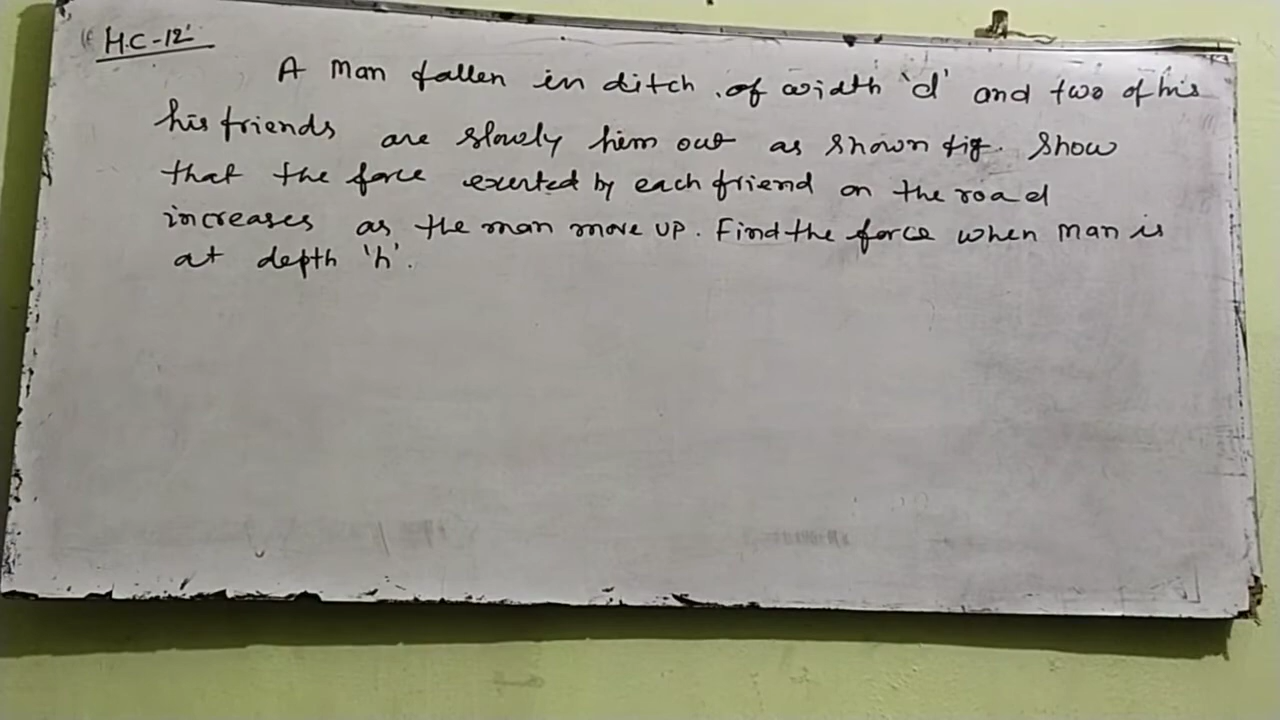 H.C-12'
A Man fallen in ditch of width 'd' and two of his
his friends are slowly him out as shown fig. Show
that the force exerted by each friend on the road
increases as the man move up. Find the force when man is
at depth 'h'.